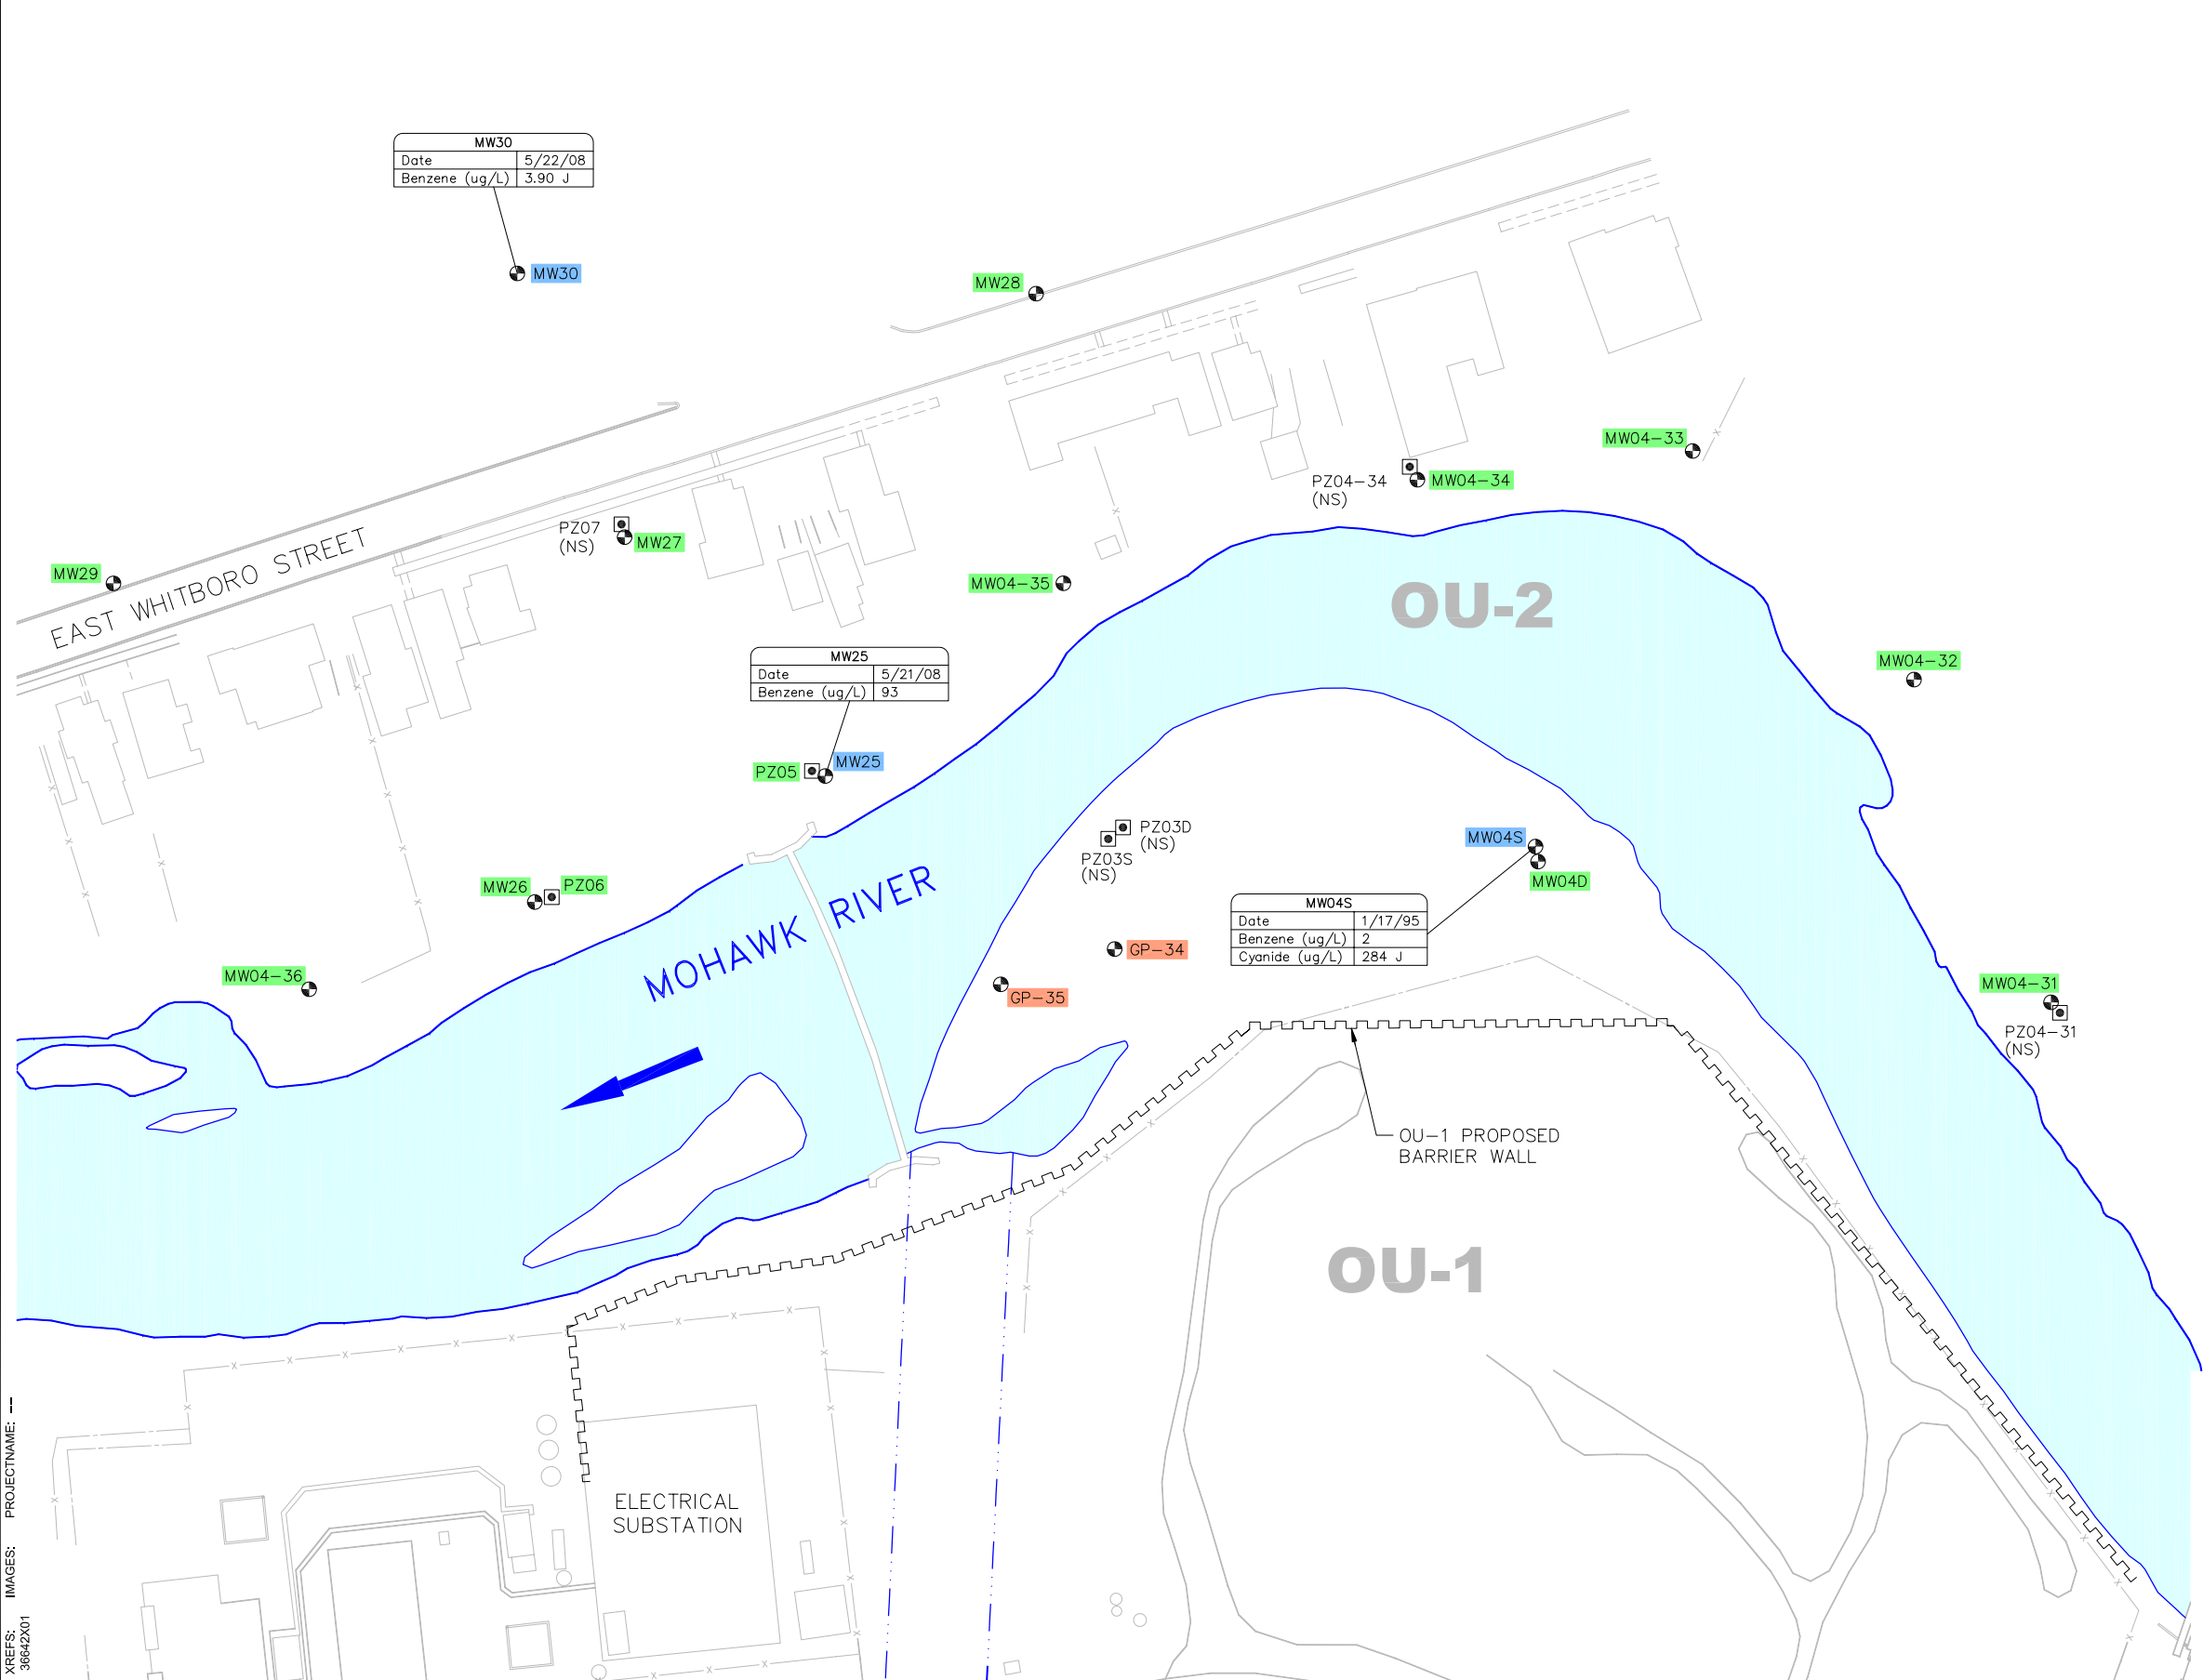 MW30
Date 5/22/08
Benzene (ug/L) 3.90 J
MW30
MW28
MW04-33
PZ04-34
(NS)
MW04-34
PZ07
(NS)
MW27
MW29
EAST WHITBORO STREET
MW04-35
OU-2
MW25
Date 5/21/08
Benzene (ug/L) 93
MW04-32
PZ05
MW25
PZ03D
(NS)
PZ03S
(NS)
MW04S
MW04D
MW26
PZ06
MOHAWK RIVER
MW04S
Date 1/17/95
Benzene (ug/L) 2
Cyanide (ug/L) 284 J
GP-34
GP-35
MW04-36
MW04-31
PZ04-31
(NS)
OU-1 PROPOSED
BARRIER WALL
OU-1
ELECTRICAL
SUBSTATION
XREFS: IMAGES: PROJECTNAME: --
36642X01